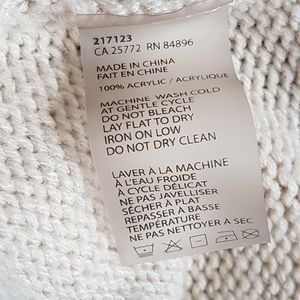 217123
CA 25772 RN 84896
MADE IN CHINA
FAIT EN CHINE
100% ACRYLIC / ACRYLIQUE
MACHINE WASH COLD
AT GENTLE CYCLE
DO NOT BLEACH
LAY FLAT TO DRY
IRON ON LOW
DO NOT DRY CLEAN
LAVER À LA MACHINE
À L'EAU FROIDE
À CYCLE DÉLICAT
NE PAS JAVELLISER
SÉCHER À PLAT
REPASSER À BASSE
TEMPÉRATURE
NE PAS NETTOYER A SEC